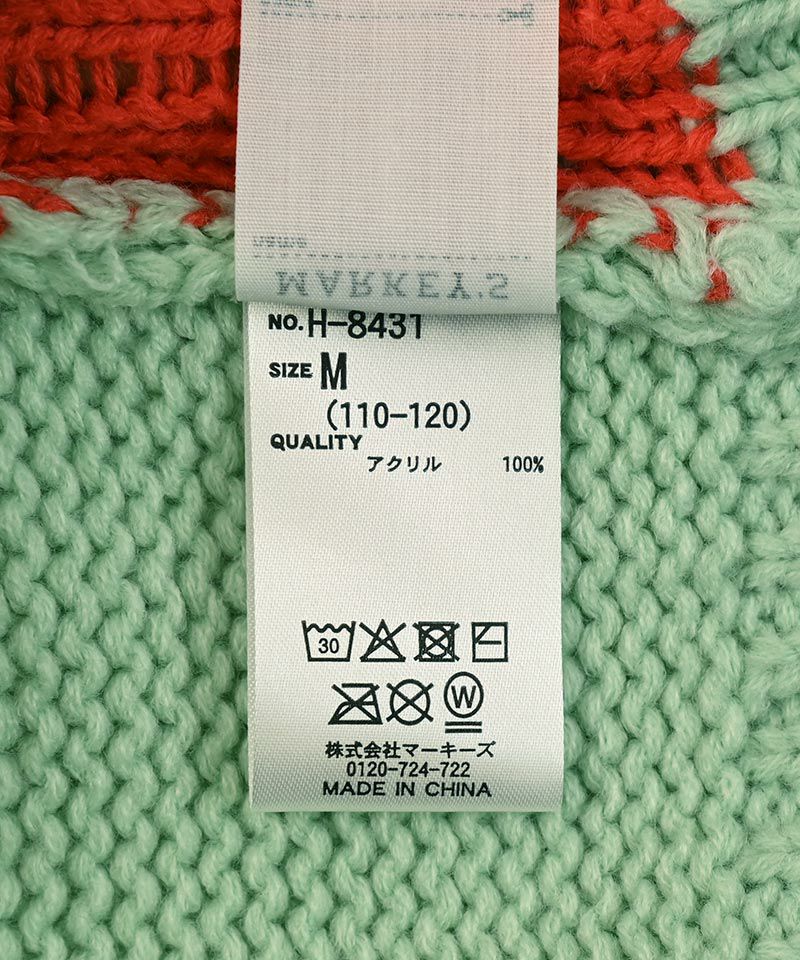 name
MARKEY'S
NO. H-8431
SIZE M
(110-120)
QUALITY
アクリル 100%
30
W
株式会社マーキーズ
0120-724-722
MADE IN CHINA